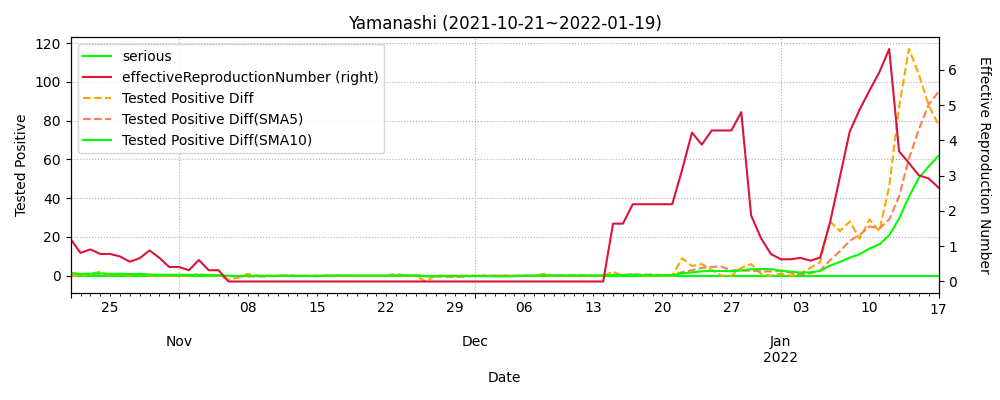 Yamanashi (2021-10-21~2022-01-19)
serious
effectiveReproductionNumber (right)
Tested Positive Diff
Tested Positive Diff(SMA5)
Tested Positive Diff(SMA10)
Tested Positive
120
100
80
60
40
20
0
Effective Reproduction Number
6
5
4
3
2
1
0
25 08 15 22 29 06 13 20 27 03 10 17
Nov Dec Jan
2022
Date